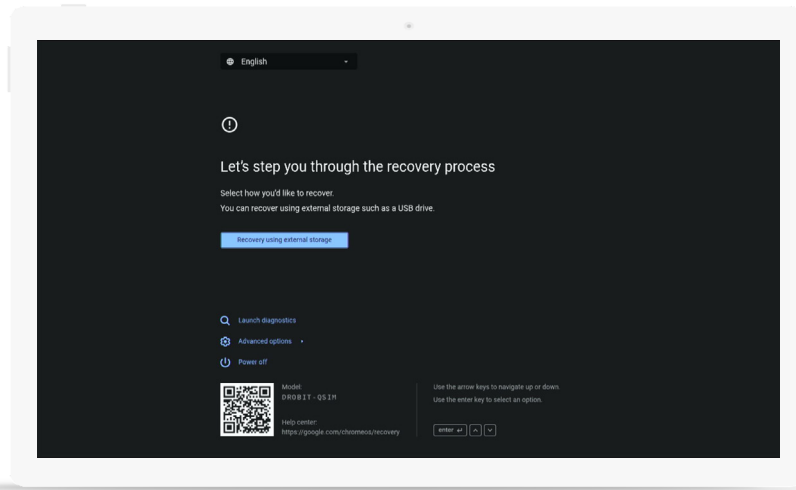 English
Let's step you through the recovery process
Select how you'd like to recover.
You can recover using external storage such as a USB drive.
Recovery using external storage
Launch diagnostics
Advanced options
Power off
Model:
DROBIT-QSIM
Help center:
https://google.com/chromeos/recovery
Use the arrow keys to navigate up or down.
Use the enter key to select an option.
enter